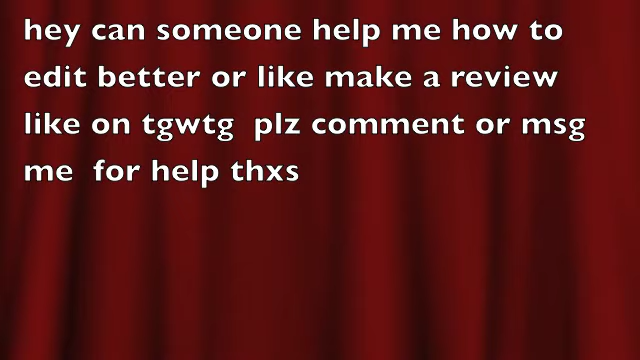 hey can someone help me how to
edit better or like make a review
like on tgwtg  plz comment or msg
me  for help thxs